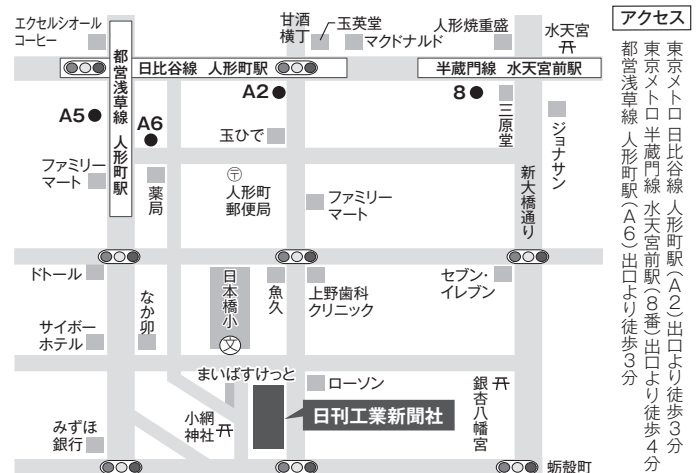 エクセルシオール
コーヒー
甘酒
横丁
玉英堂
マクドナルド
人形焼重盛
水天宮
日比谷線 人形町駅
半蔵門線 水天宮前駅
都営浅草線 人形町駅
A5
A6
A2
8
玉ひで
三原堂
ジョナサン
ファミリー
マート
薬局
〒
人形町
郵便局
ファミリー
マート
新大橋通り
ドトール
なか卯
日本橋小
文
魚久
上野歯科
クリニック
セブン・
イレブン
サイボー
ホテル
まいばすけっと
ローソン
銀杏八幡宮
小網
神社
日刊工業新聞社
みずほ
銀行
蛎殻町
アクセス
東京メトロ 日比谷線 人形町駅(A2)出口より徒歩3分
東京メトロ 半蔵門線 水天宮前駅(8番)出口より徒歩4分
都営浅草線 人形町駅(A6)出口より徒歩3分